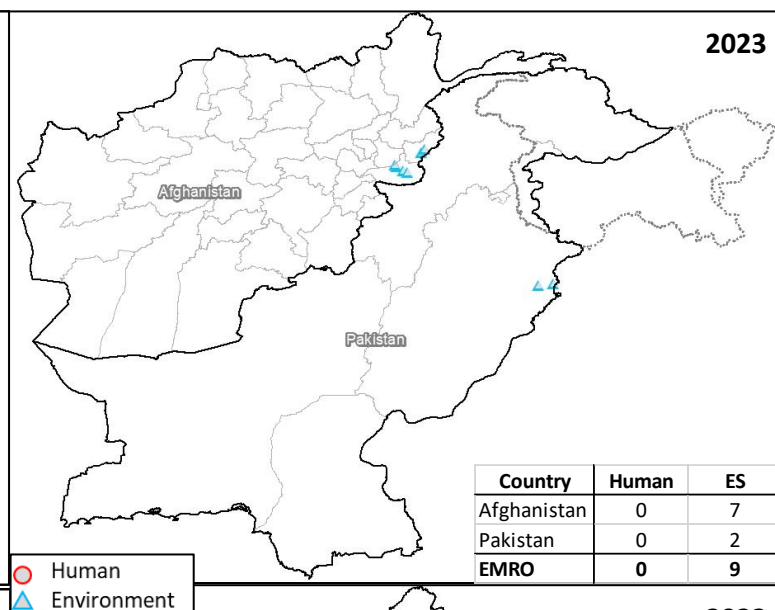 2023
Afghanistan
Pakistan
Country Human ES
Afghanistan 0 7
Pakistan 0 2
EMRO 0 9
Human
Environment